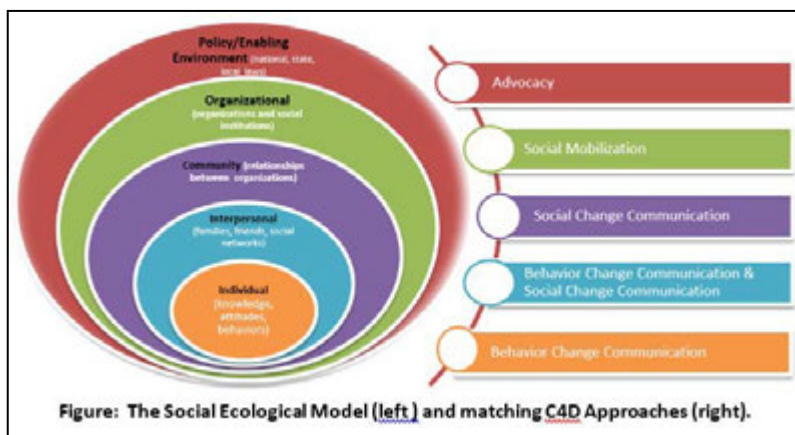 Policy/Enabling
Environment (national, state,
local laws)
Organizational
(organizations and social
institutions)
Community (relationships
between organizations)
Interpersonal
(families, friends, social
networks)
Individual
(knowledge,
attitudes,
behaviors)
Advocacy
Social Mobilization
Social Change Communication
Behavior Change Communication &
Social Change Communication
Behavior Change Communication
Figure: The Social Ecological Model (left) and matching C4D Approaches (right).